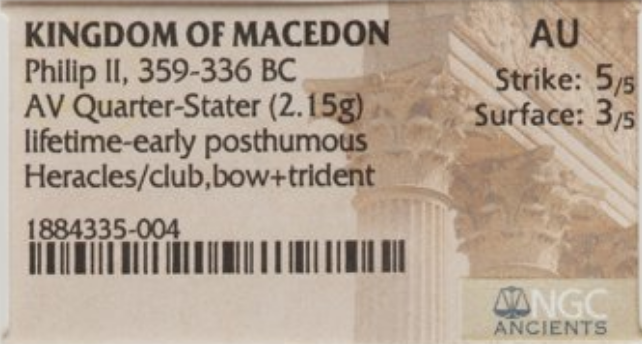 KINGDOM OF MACEDON
Philip II, 359-336 BC
AV Quarter-Stater (2.15g)
lifetime-early posthumous
Heracles/club,bow+trident
1884335-004
AU
Strike: 5/5
Surface: 3/5
NGC
ANCIENTS